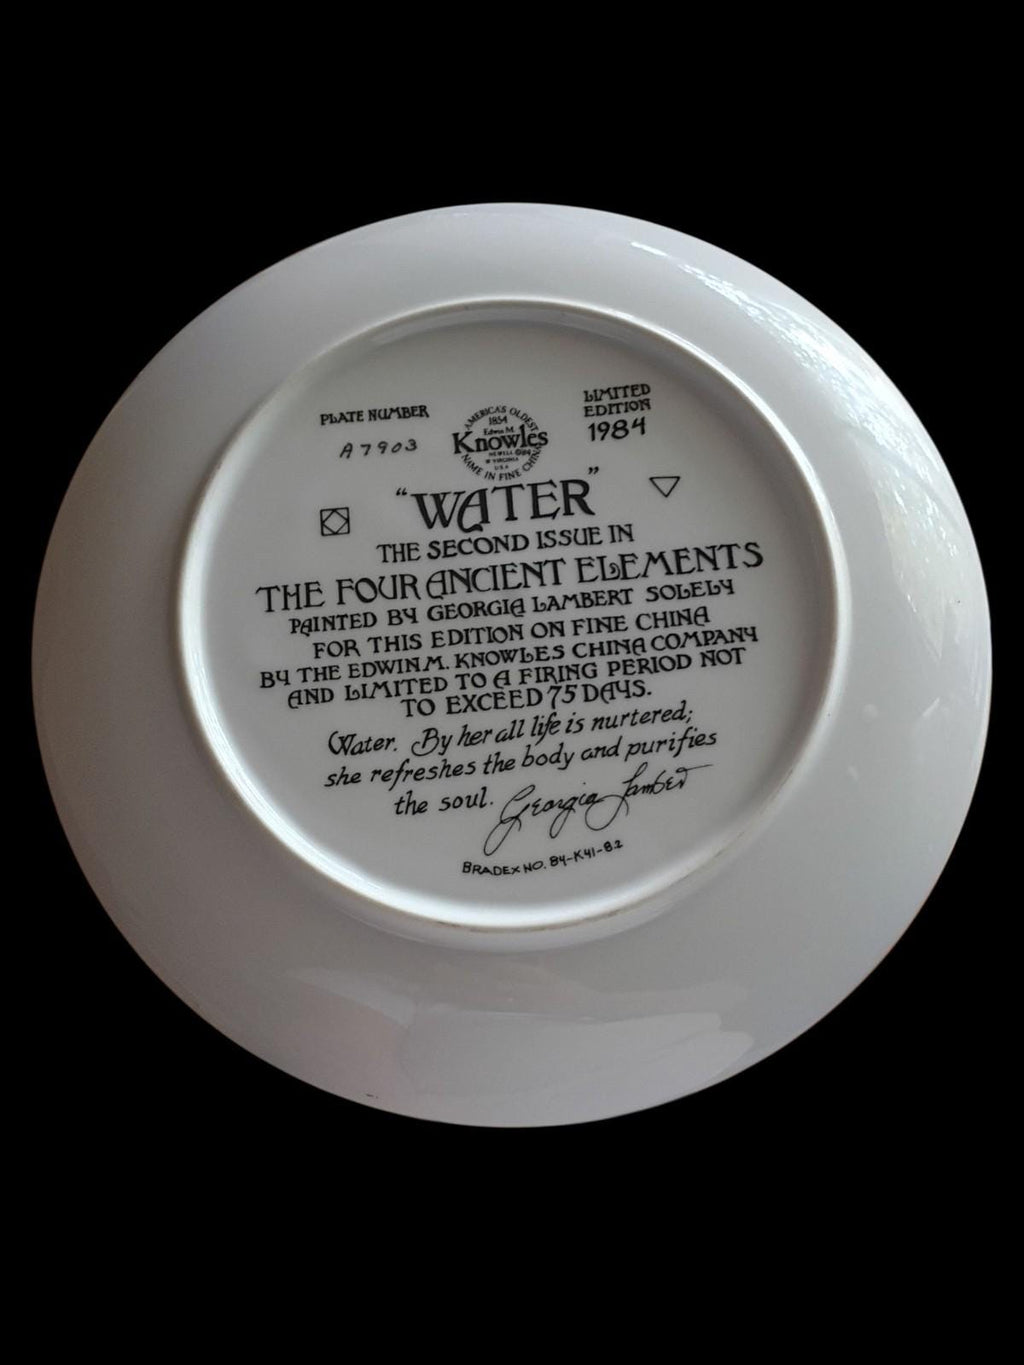 PLATE NUMBER
A7903
AMERICA'S OLDEST
1854
Edwin M.
Knowles
NEWELL © 1984
W VIRGINIA
U.S.A
NAME IN FINE CHINA
LIMITED
EDITION
1984
"WATER"
THE SECOND ISSUE IN
THE FOUR ANCIENT ELEMENTS
PAINTED BY GEORGIA LAMBERT SOLELY
FOR THIS EDITION ON FINE CHINA
BY THE EDWIN M. KNOWLES CHINA COMPANY
AND LIMITED TO A FIRING PERIOD NOT
TO EXCEED 75 DAYS.
Water. By her all life is nurtured;
she refreshes the body and purifies
the soul. Georgia Lambert
BRADEX NO. 84-K41-8.2